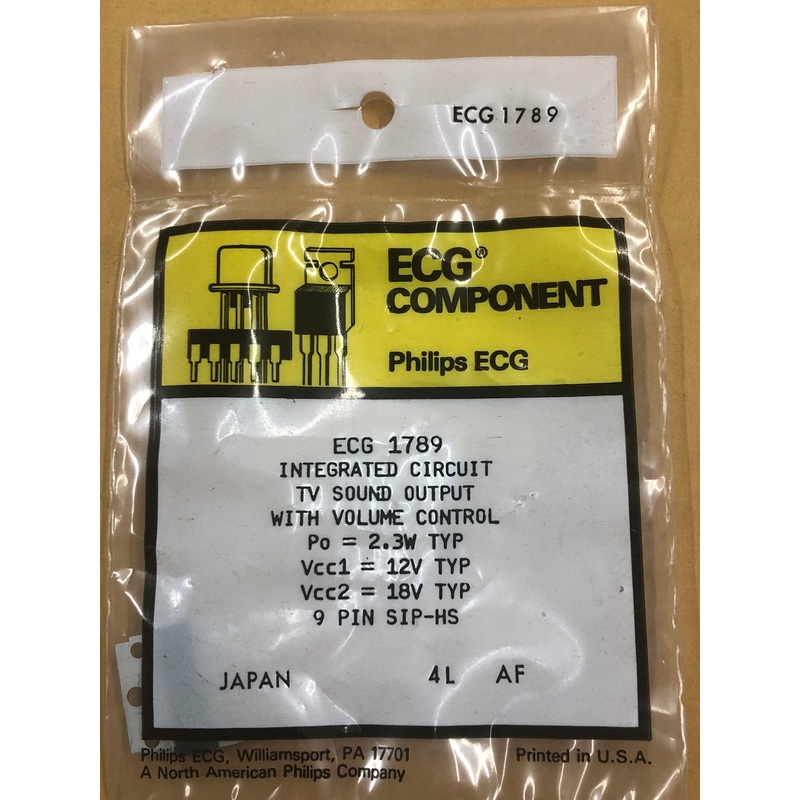 ECG 1789
ECG®
COMPONENT
Philips ECG
ECG 1789
INTEGRATED CIRCUIT
TV SOUND OUTPUT
WITH VOLUME CONTROL
Po = 2.3W TYP
Vcc1 = 12V TYP
Vcc2 = 18V TYP
9 PIN SIP-HS
JAPAN 4L AF
Philips ECG, Williamsport, PA 17701 Printed in U.S.A.
A North American Philips Company